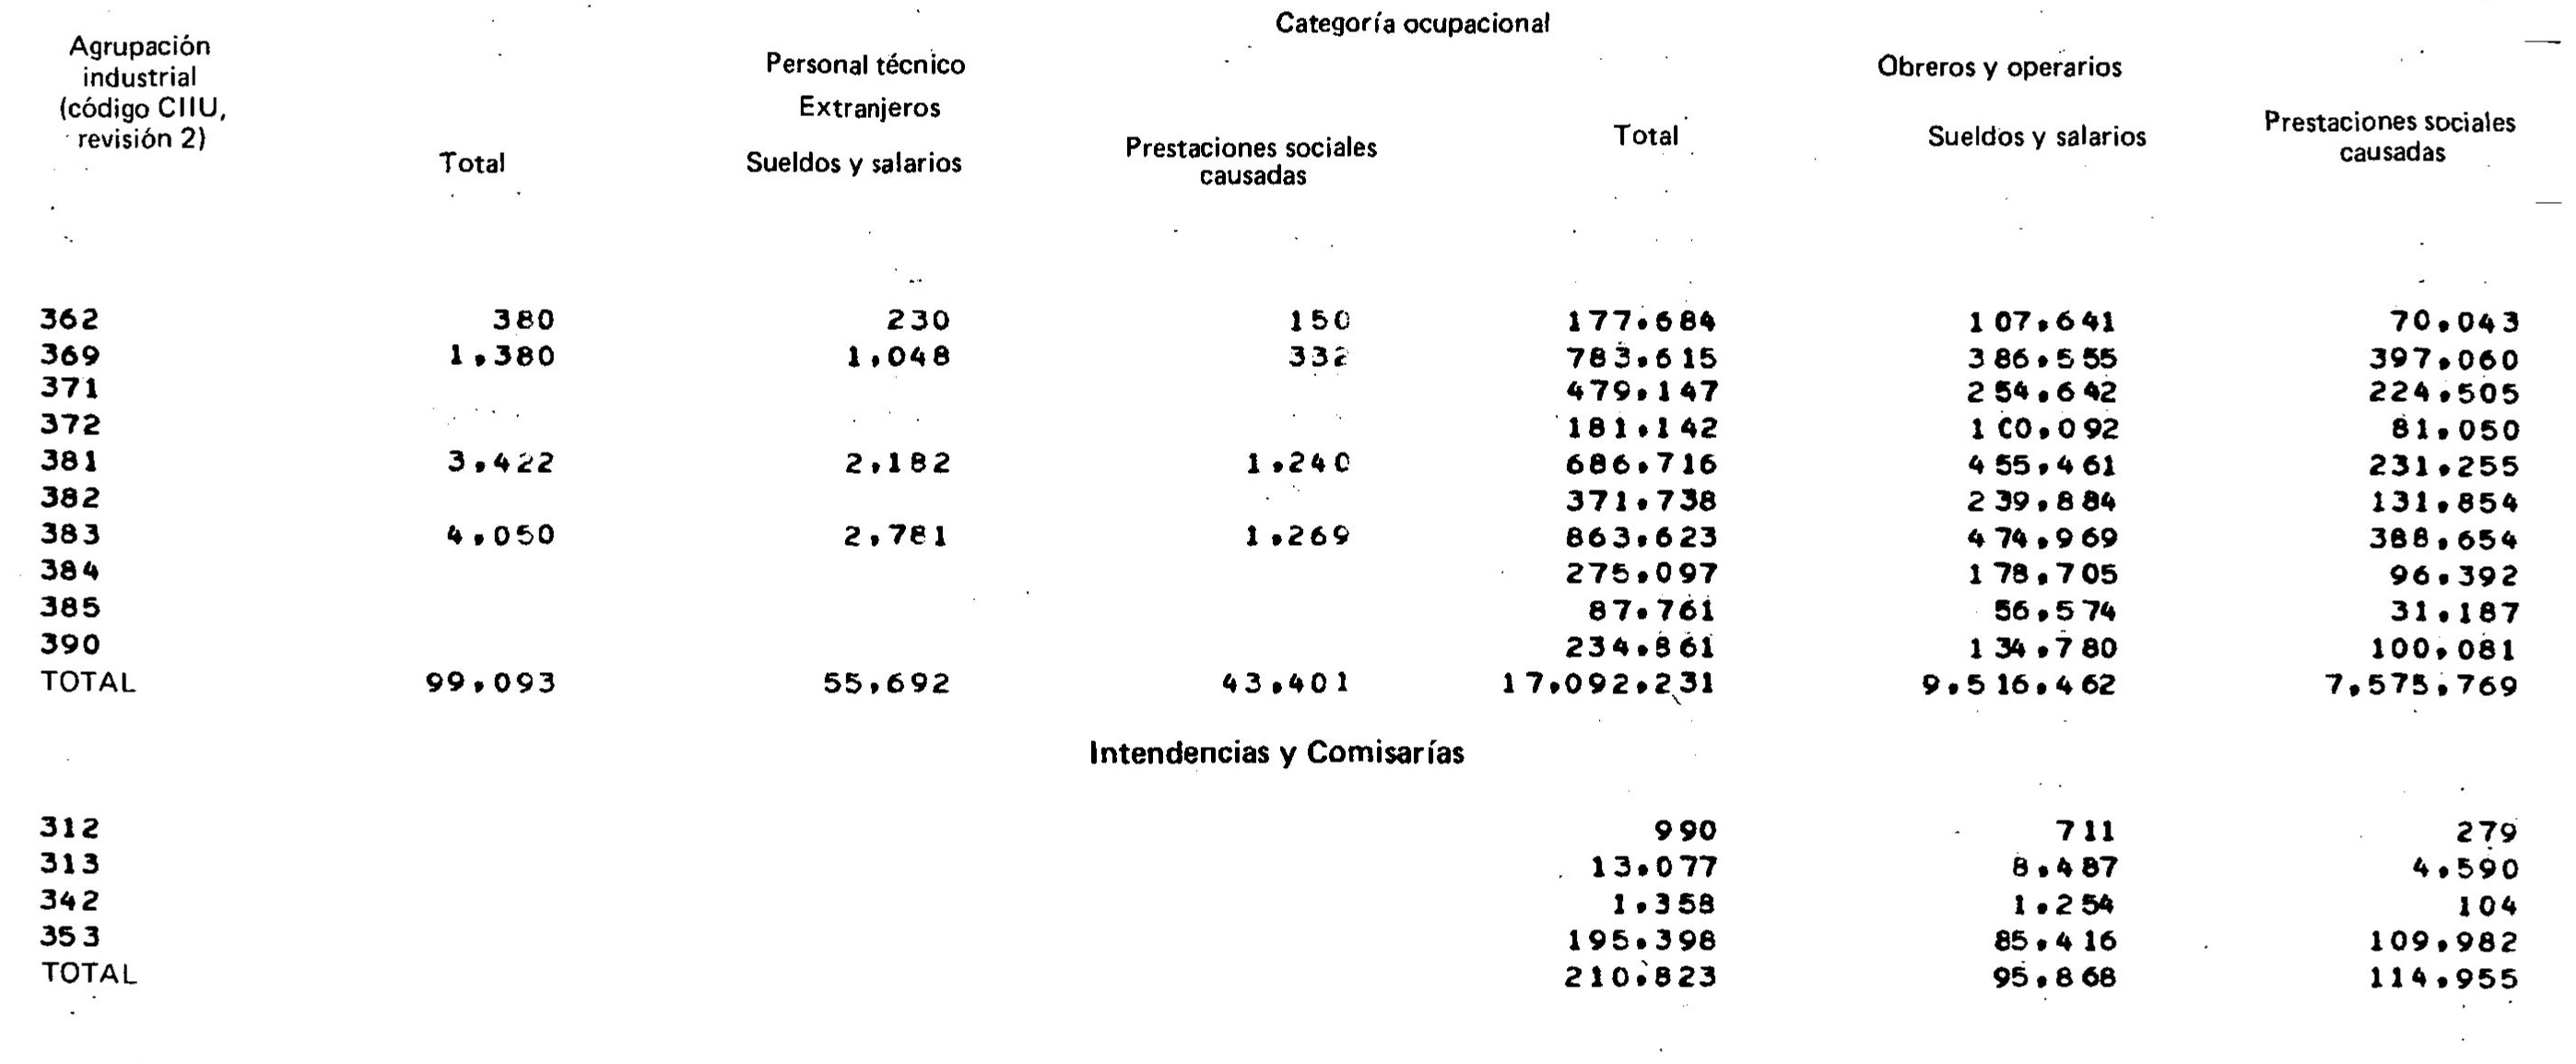 Categoría ocupacional
Agrupación industrial (código CIIU, revisión 2)
Personal técnico
Obreros y operarios
Extranjeros
Total
Sueldos y salarios
Prestaciones sociales causadas
Total
Sueldos y salarios
Prestaciones sociales causadas
362 380 230 150 177.684 107.641 70.043
369 1.380 1.048 332 783.615 386.555 397.060
371 479.147 254.642 224.505
372 181.142 100.092 81.050
381 3.422 2.182 1.240 686.716 455.461 231.255
382 371.738 239.884 131.854
383 4.050 2.781 1.269 863.623 474.969 388.654
384 275.097 178.705 96.392
385 87.761 56.574 31.187
390 234.861 134.780 100.081
TOTAL 99.093 55.692 43.401 17.092.231 9.516.462 7.575.769
Intendencias y Comisarías
312 990 711 279
313 13.077 8.487 4.590
342 1.358 1.254 104
353 195.398 85.416 109.982
TOTAL 210.823 95.868 114.955